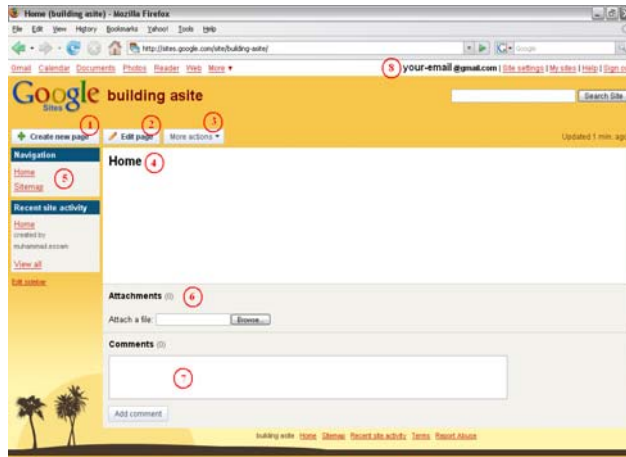 Home (building asite) - Mozilla Firefox
File Edit View History Bookmarks Yahoo! Tools Help
http://sites.google.com/site/building-asite/ Google
Gmail Calendar Documents Photos Reader Web More ▼ 8 your-email @gmail.com | Site settings | My sites | Help | Sign o
Google Sites building asite Search Site
1 2 3
Create new page Edit page More actions ▼ Updated 1 min. ago
Navigation
Home 4
Home
5
Sitemap
Recent site activity
Home
created by
View all
Edit sidebar
Attachments (0) 6
Attach a file: Browse...
Comments (0)
7
Add comment
building asite Home Sitemap Recent site activity Terms Report Abuse